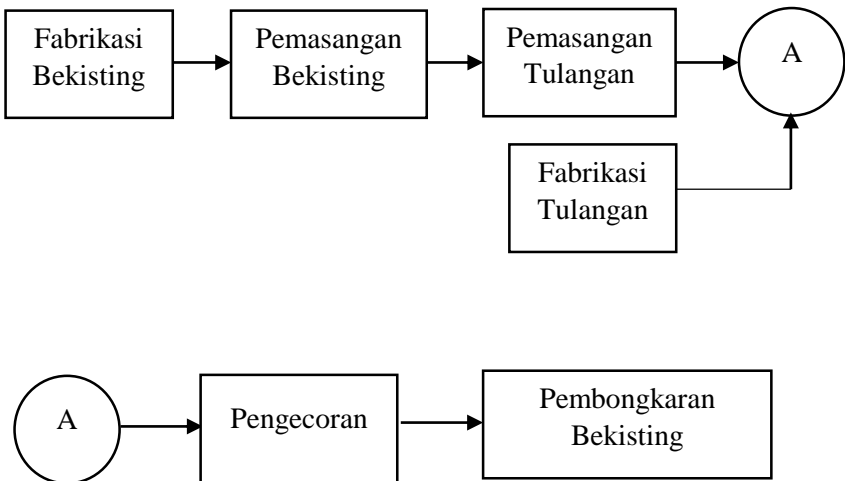 Fabrikasi
Bekisting
Pemasangan
Bekisting
Pemasangan
Tulangan
A
Fabrikasi
Tulangan
A
Pengecoran
Pembongkaran
Bekisting